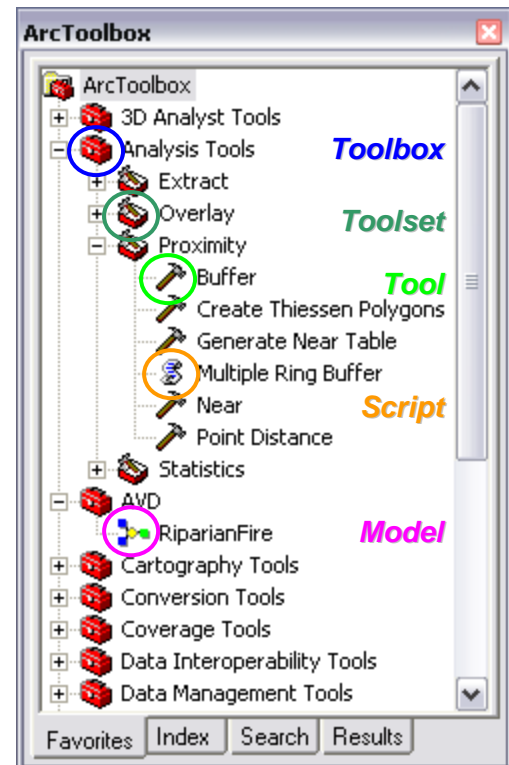 ArcToolbox
ArcToolbox
3D Analyst Tools
Analysis Tools Toolbox
Extract
Overlay Toolset
Proximity
Buffer Tool
Create Thiessen Polygons
Generate Near Table
Multiple Ring Buffer
Near Script
Point Distance
Statistics
AVD
RiparianFire Model
Cartography Tools
Conversion Tools
Coverage Tools
Data Interoperability Tools
Data Management Tools
Favorites Index Search Results